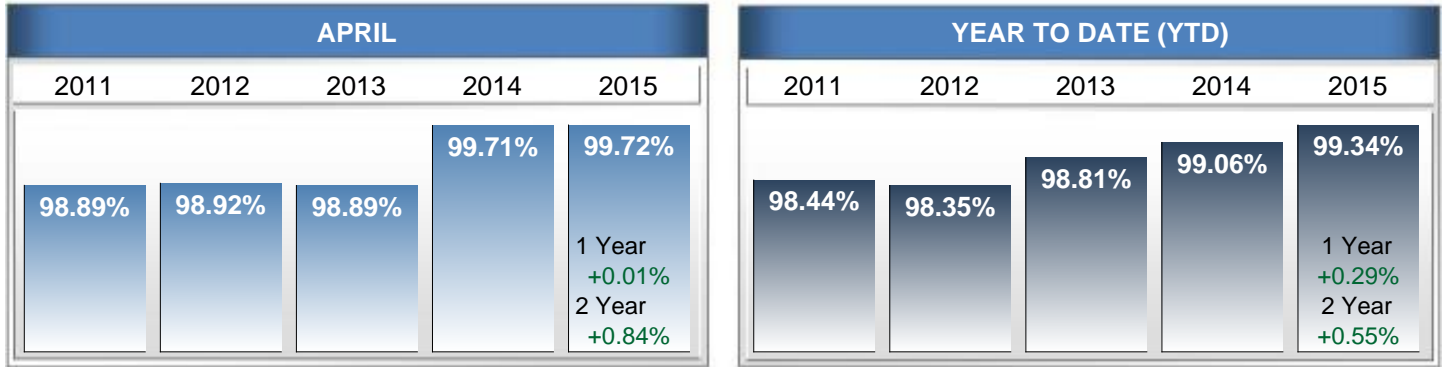 APRIL
2011 2012 2013 2014 2015
99.71% 99.72%
98.89% 98.92% 98.89%
1 Year
+0.01%
2 Year
+0.84%
YEAR TO DATE (YTD)
2011 2012 2013 2014 2015
98.44% 98.35% 98.81% 99.06% 99.34%
1 Year
+0.29%
2 Year
+0.55%